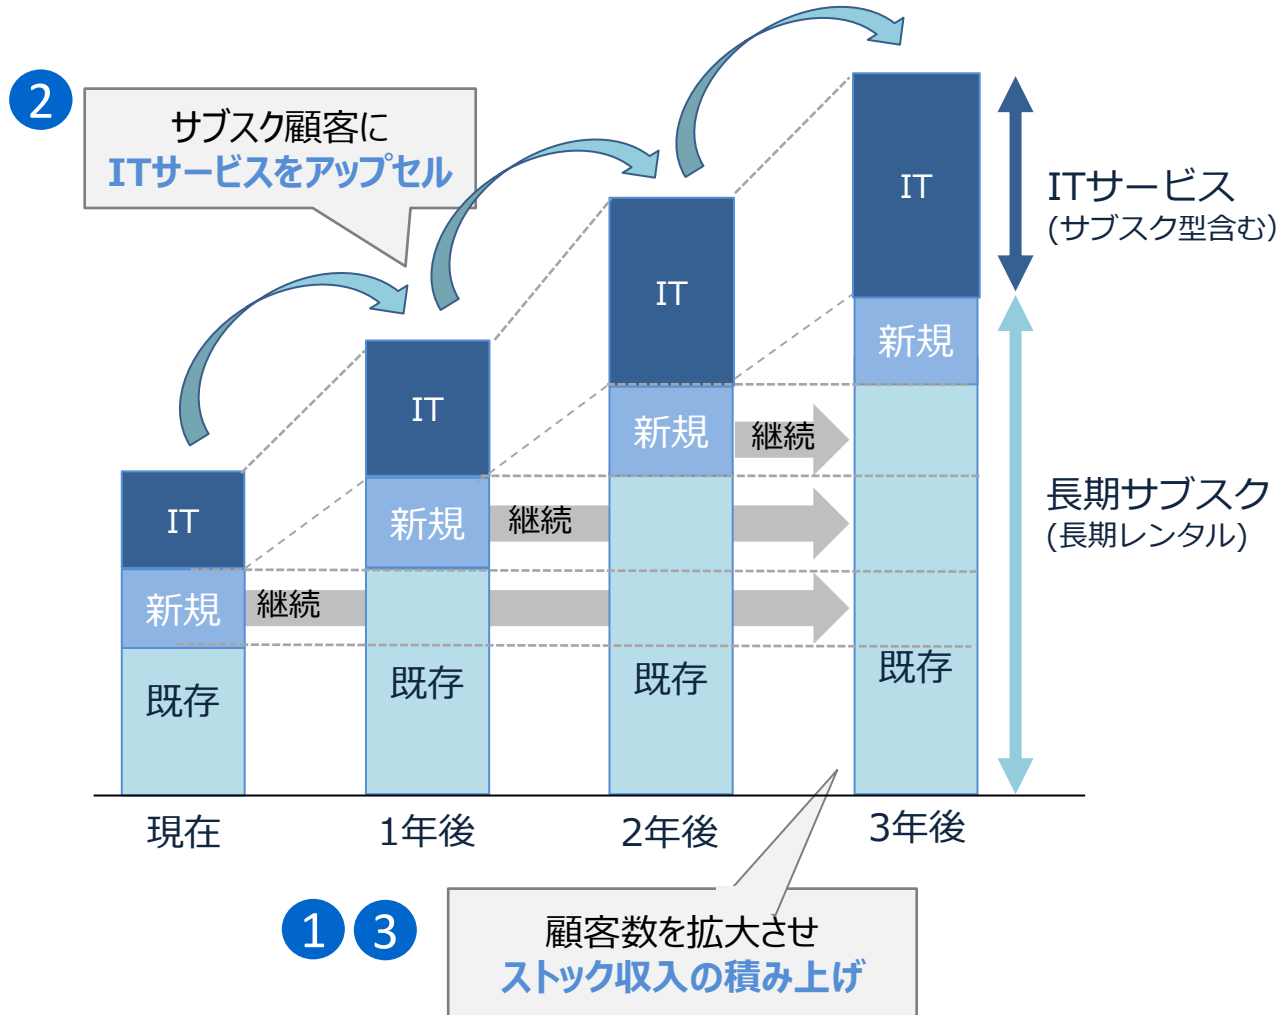 2
サブスク顧客に
ITサービスをアップセル
IT
ITサービス
(サブスク型含む)
IT
新規
IT
新規
継続
長期サブスク
(長期レンタル)
IT
新規
継続
新規
継続
既存
既存
既存
既存
現在
1年後
2年後
3年後
1
3
顧客数を拡大させ
ストック収入の積み上げ